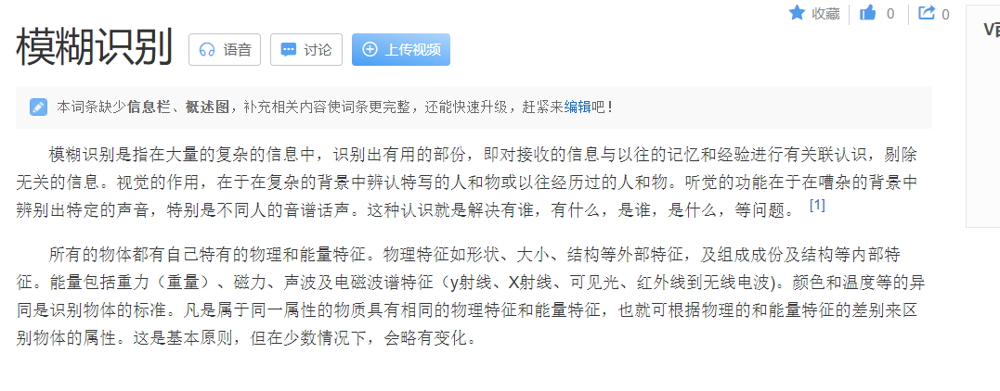 收藏 0 0
V百
模糊识别 语音 讨论 上传视频
本词条缺少信息栏、概述图，补充相关内容使词条更完整，还能快速升级，赶紧来编辑吧！
模糊识别是指在大量的复杂的信息中，识别出有用的部份，即对接收的信息与以往的记忆和经验进行有关联认识，剔除
无关的信息。视觉的作用，在于在复杂的背景中辨认特写的人和物或以往经历过的人和物。听觉的功能在于在嘈杂的背景中
辨别出特定的声音，特别是不同人的音谱话声。这种认识就是解决有谁，有什么，是谁，是什么，等问题。 [1]
所有的物体都有自己特有的物理和能量特征。物理特征如形状、大小、结构等外部特征，及组成成份及结构等内部特
征。能量包括重力（重量）、磁力、声波及电磁波谱特征（y射线、X射线、可见光、红外线到无线电波)。颜色和温度等的异
同是识别物体的标准。凡是属于同一属性的物质具有相同的物理特征和能量特征，也就可根据物理的和能量特征的差别来区
别物体的属性。这是基本原则，但在少数情况下，会略有变化。